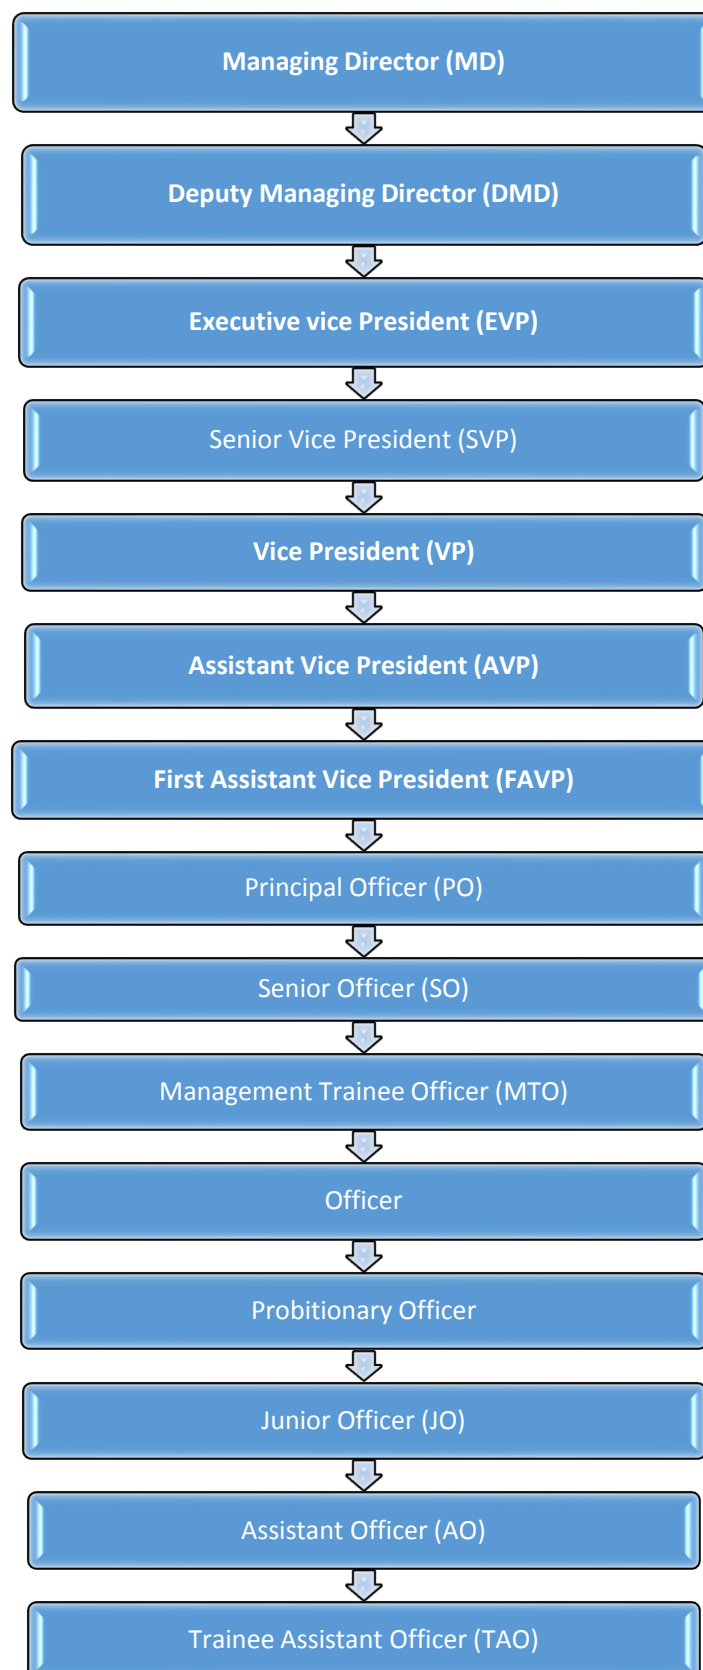 Managing Director (MD)
Deputy Managing Director (DMD)
Executive vice President (EVP)
Senior Vice President (SVP)
Vice President (VP)
Assistant Vice President (AVP)
First Assistant Vice President (FAVP)
Principal Officer (PO)
Senior Officer (SO)
Management Trainee Officer (MTO)
Officer
Probitionary Officer
Junior Officer (JO)
Assistant Officer (AO)
Trainee Assistant Officer (TAO)